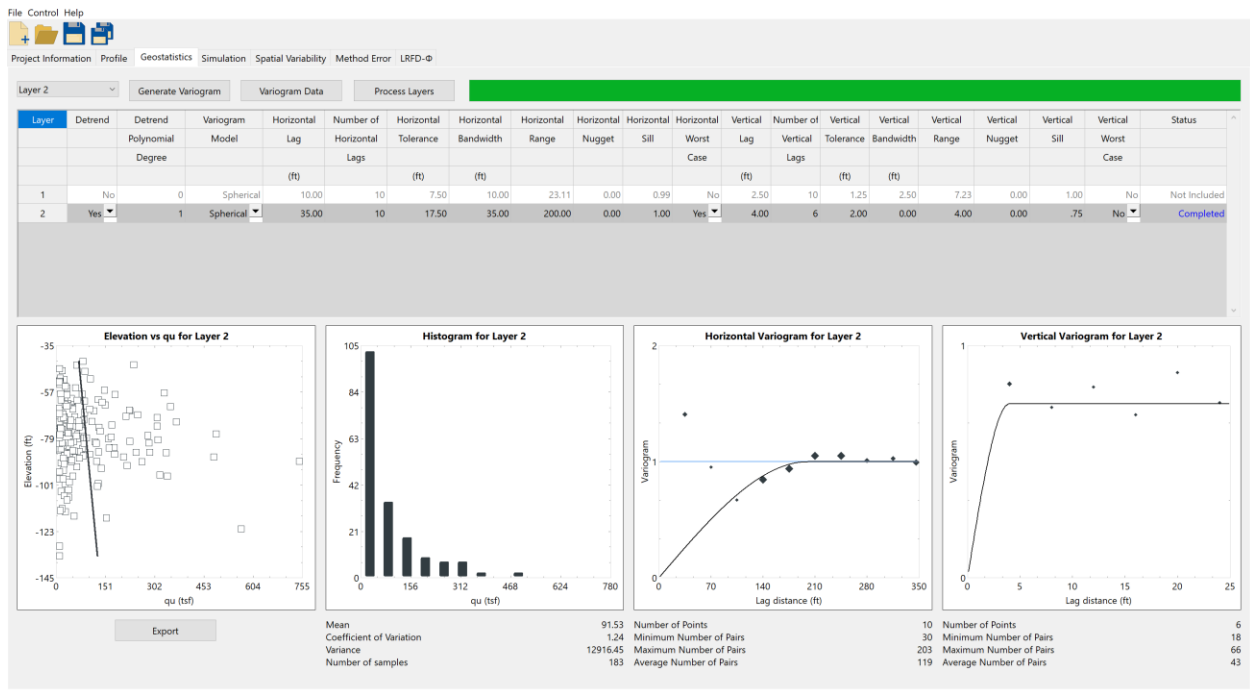 File Control Help
Project Information Profile Geostatistics Simulation Spatial Variability Method Error LRFD-Φ
Layer 2 Generate Variogram Variogram Data Process Layers
Layer Detrend Detrend Variogram Horizontal Number of Horizontal Horizontal Horizontal Horizontal Horizontal Horizontal Vertical Number of Vertical Vertical Vertical Vertical Vertical Vertical Status
Polynomial Model Lag Horizontal Tolerance Bandwidth Range Nugget Sill Worst Lag Vertical Tolerance Bandwidth Range Nugget Sill Worst
Degree Lags Case Lags Case
(ft) (ft) (ft) (ft) (ft) (ft)
1 No 0 Spherical 10.00 10 7.50 10.00 23.11 0.00 0.99 No 2.50 10 1.25 2.50 7.23 0.00 1.00 No Not Included
2 Yes 1 Spherical 35.00 10 17.50 35.00 200.00 0.00 1.00 Yes 4.00 6 2.00 0.00 4.00 0.00 .75 No Completed
Elevation vs qu for Layer 2
-35
-57
-79
-101
-123
-145
Elevation (ft)
0 151 302 453 604 755
qu (tsf)
Export
Histogram for Layer 2
105
84
63
42
21
0
Frequency
0 156 312 468 624 780
qu (tsf)
Mean 91.53
Coefficient of Variation 1.24
Variance 12916.45
Number of samples 183
Horizontal Variogram for Layer 2
2
1
0
Variogram
0 70 140 210 280 350
Lag distance (ft)
Number of Points 10
Minimum Number of Pairs 30
Maximum Number of Pairs 203
Average Number of Pairs 119
Vertical Variogram for Layer 2
1
0
Variogram
0 5 10 15 20 25
Lag distance (ft)
Number of Points 6
Minimum Number of Pairs 18
Maximum Number of Pairs 66
Average Number of Pairs 43